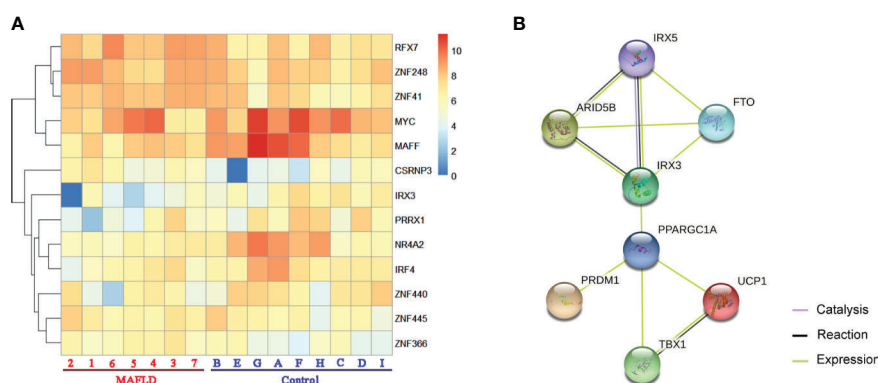 A
RFX7
ZNF248
ZNF41
MYC
MAFF
CSRNP3
IRX3
PRRX1
NR4A2
IRF4
ZNF440
ZNF445
ZNF366
10
8
6
4
2
0
2 1 6 5 4 3 7 B E G A F H C D I
MAFLD Control
B
IRX5
ARID5B
FTO
IRX3
PPARGC1A
PRDM1
UCP1
TBX1
Catalysis
Reaction
Expression